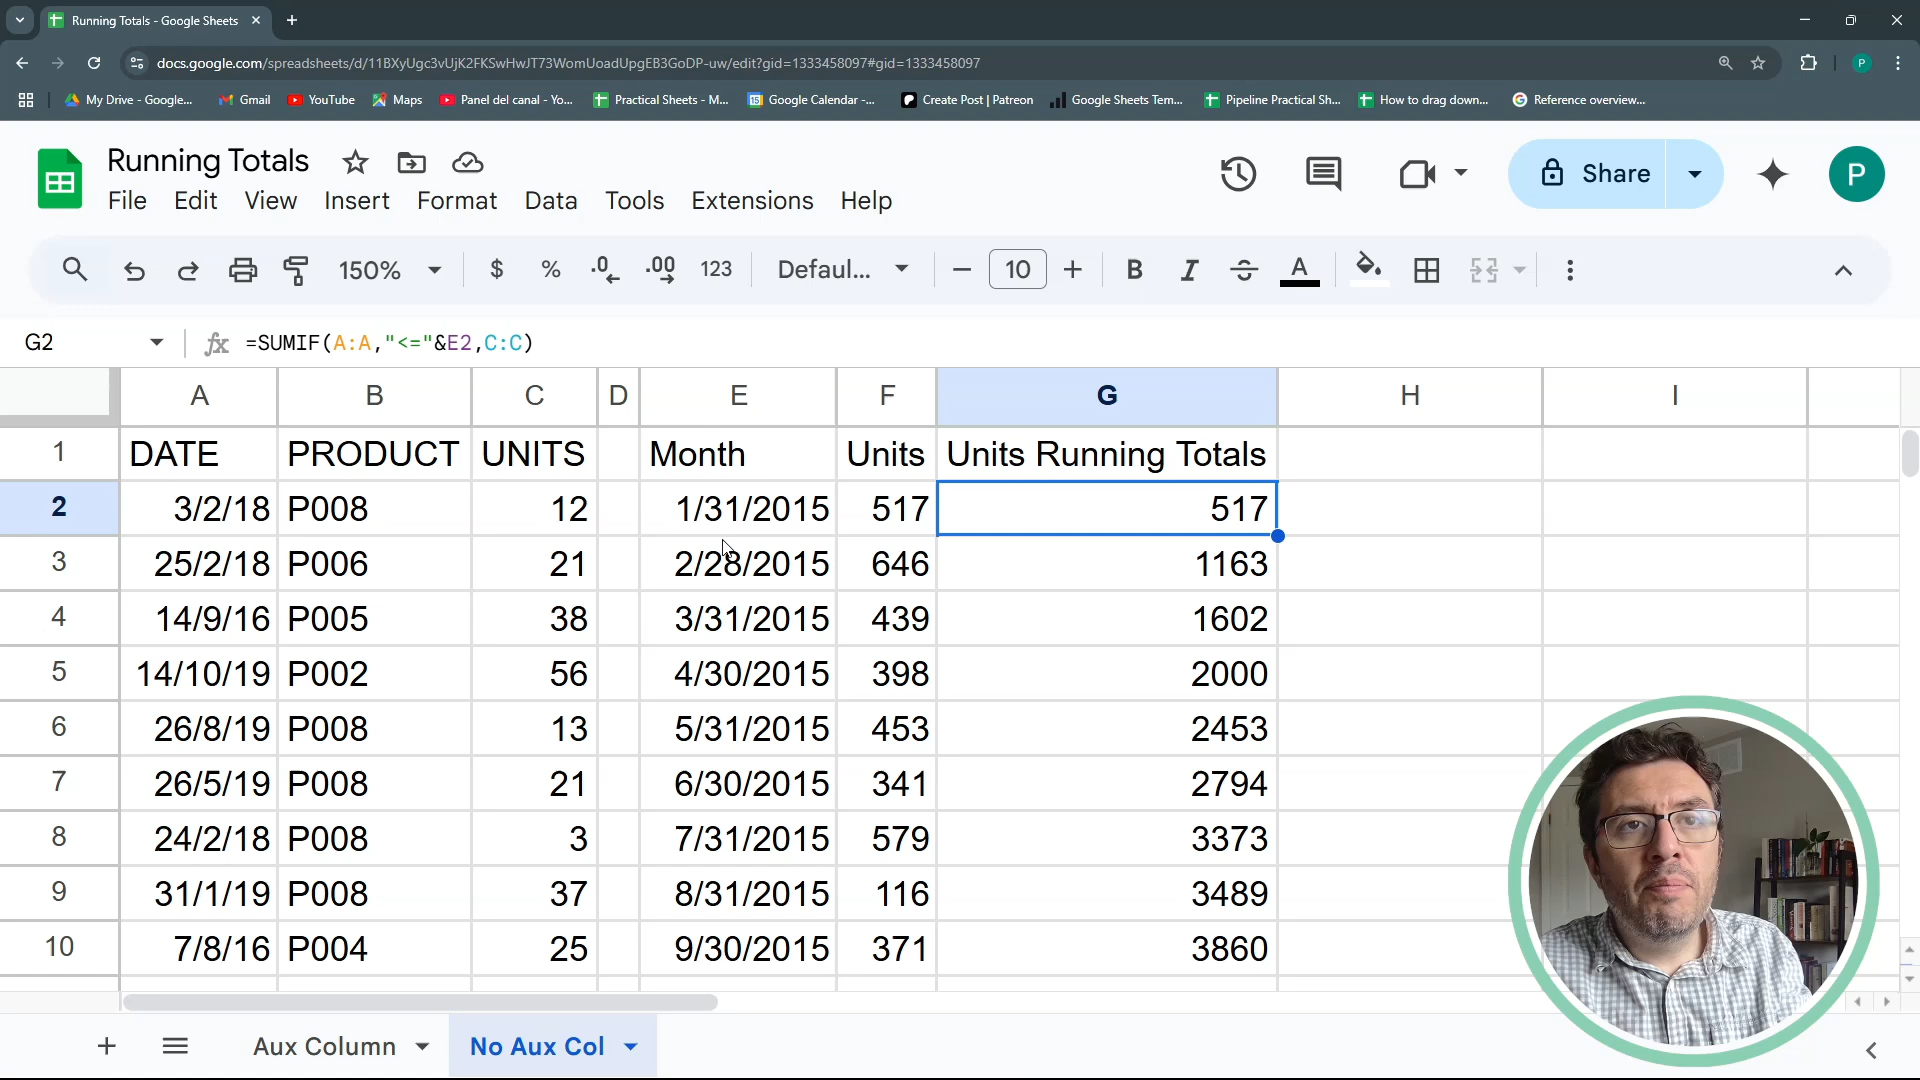 Running Totals - Google Sheets
docs.google.com/spreadsheets/d/11BXyUgc3vUjK2FKSwHwJT73WomUoadUpgEB3GoDP-uw/edit?gid=1333458097#gid=1333458097
P
My Drive - Google... Gmail YouTube Maps Panel del canal - Yo... Practical Sheets - M... Google Calendar -... Create Post | Patreon Google Sheets Tem... Pipeline Practical Sh... How to drag down... Reference overview...
Running Totals
File Edit View Insert Format Data Tools Extensions Help
Share
P
150% $ % .0 .00 123 Defaul... 10 B I A
G2 fx =SUMIF(A:A,"<="&E2,C:C)
A B C D E F G H I
1 DATE PRODUCT UNITS Month Units Units Running Totals
2 3/2/18 P008 12 1/31/2015 517 517
3 25/2/18 P006 21 2/28/2015 646 1163
4 14/9/16 P005 38 3/31/2015 439 1602
5 14/10/19 P002 56 4/30/2015 398 2000
6 26/8/19 P008 13 5/31/2015 453 2453
7 26/5/19 P008 21 6/30/2015 341 2794
8 24/2/18 P008 3 7/31/2015 579 3373
9 31/1/19 P008 37 8/31/2015 116 3489
10 7/8/16 P004 25 9/30/2015 371 3860
Aux Column No Aux Col